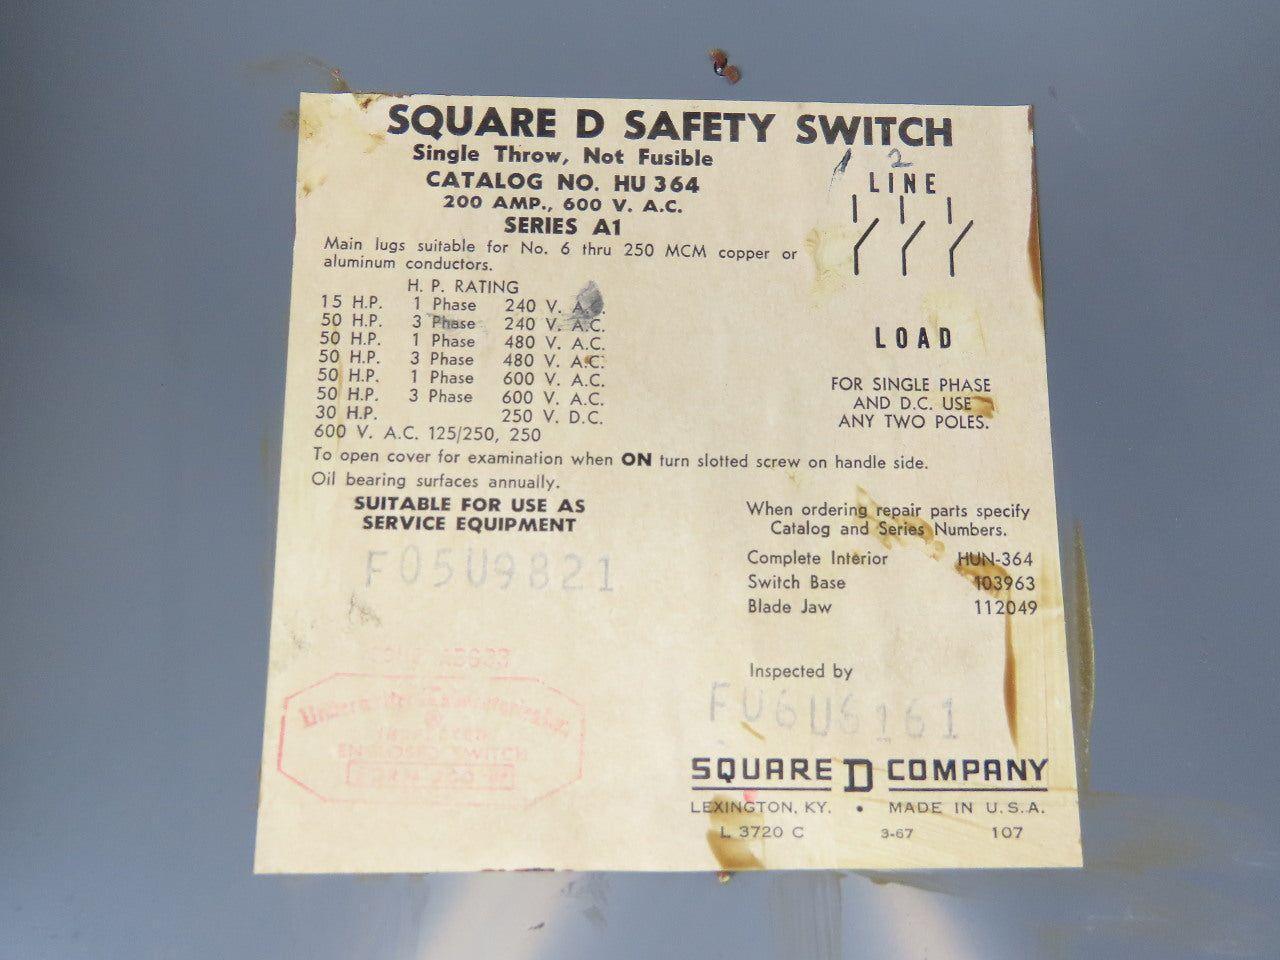 SQUARE D SAFETY SWITCH
Single Throw, Not Fusible
CATALOG NO. HU 364
200 AMP., 600 V. A.C.
SERIES A1
Main lugs suitable for No. 6 thru 250 MCM copper or
aluminum conductors.
H. P. RATING
15 H.P. 1 Phase 240 V. A.C.
50 H.P. 3 Phase 240 V. A.C.
50 H.P. 1 Phase 480 V. A.C.
50 H.P. 3 Phase 480 V. A.C.
50 H.P. 1 Phase 600 V. A.C.
50 H.P. 3 Phase 600 V. A.C.
30 H.P. 250 V. D.C.
600 V. A.C. 125/250, 250
2
LINE
LOAD
FOR SINGLE PHASE
AND D.C. USE
ANY TWO POLES.
To open cover for examination when ON turn slotted screw on handle side.
Oil bearing surfaces annually.
SUITABLE FOR USE AS
SERVICE EQUIPMENT
F05U9821
When ordering repair parts specify
Catalog and Series Numbers.
Complete Interior HUN-364
Switch Base 103963
Blade Jaw 112049
Inspected by
FU6U6161
ENCLOSED SWITCH
SQUARE D COMPANY
LEXINGTON, KY. • MADE IN U.S.A.
L 3720 C 3-67 107